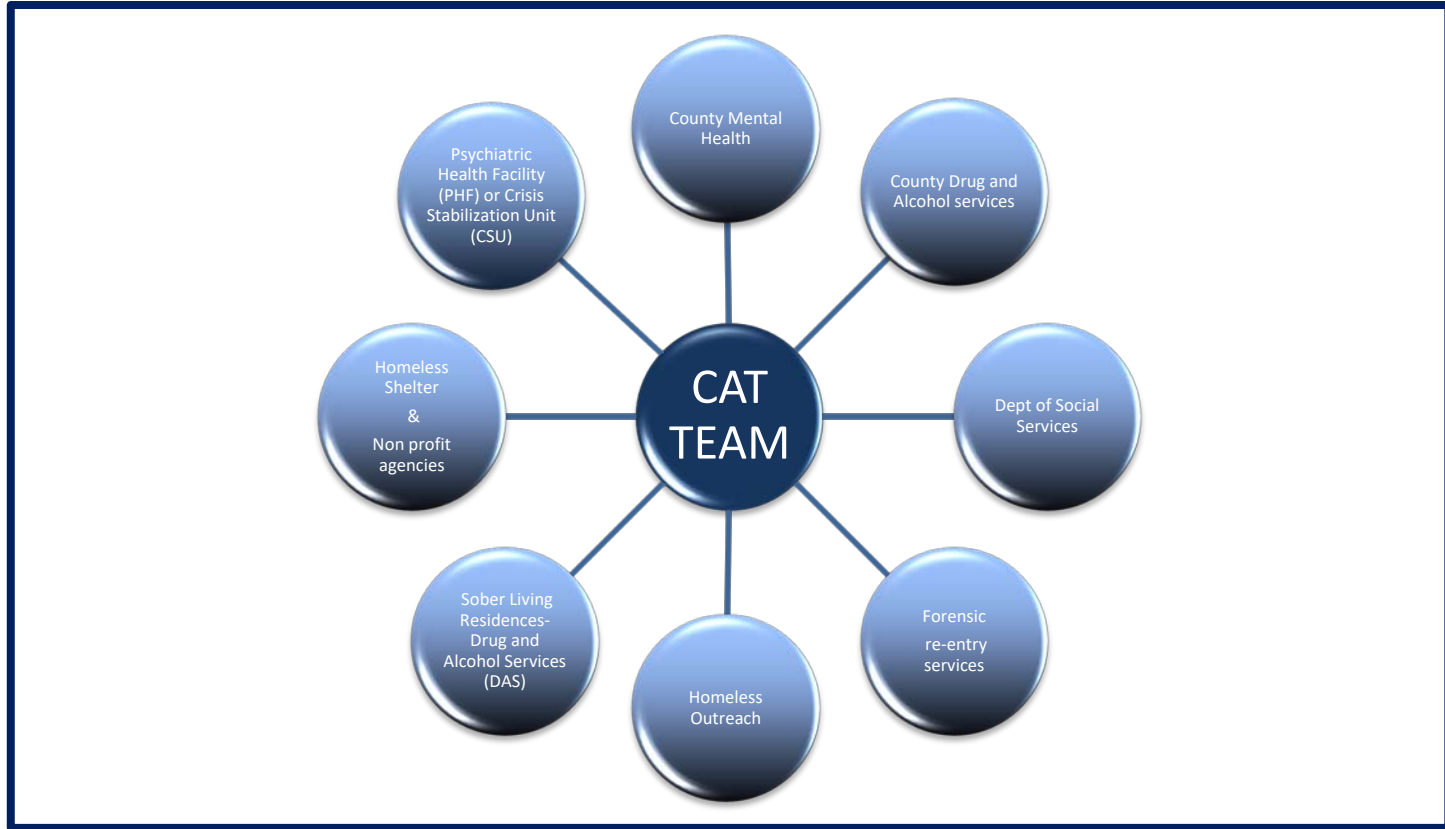 County Mental
Health
County Drug and
Alcohol services
Dept of Social
Services
Forensic
re-entry
services
Homeless
Outreach
Sober Living
Residences-
Drug and
Alcohol Services
(DAS)
Homeless
Shelter
&
Non profit
agencies
Psychiatric
Health Facility
(PHF) or Crisis
Stabilization Unit
(CSU)
CAT
TEAM